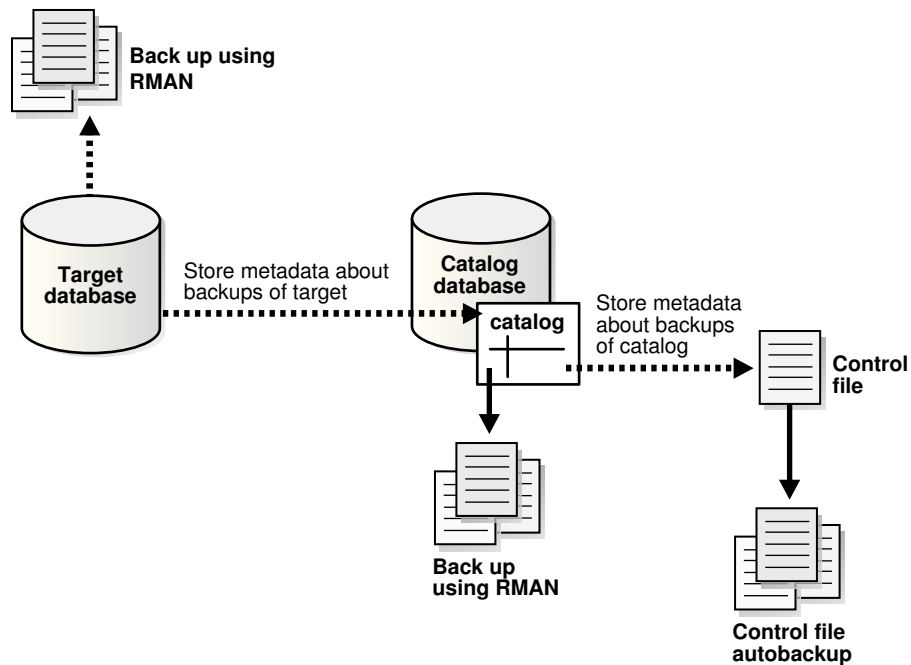 Back up using
RMAN
Target
database
Store metadata about
backups of target
Catalog
database
catalog
Store metadata
about backups
of catalog
Control
file
Back up
using RMAN
Control file
autobackup